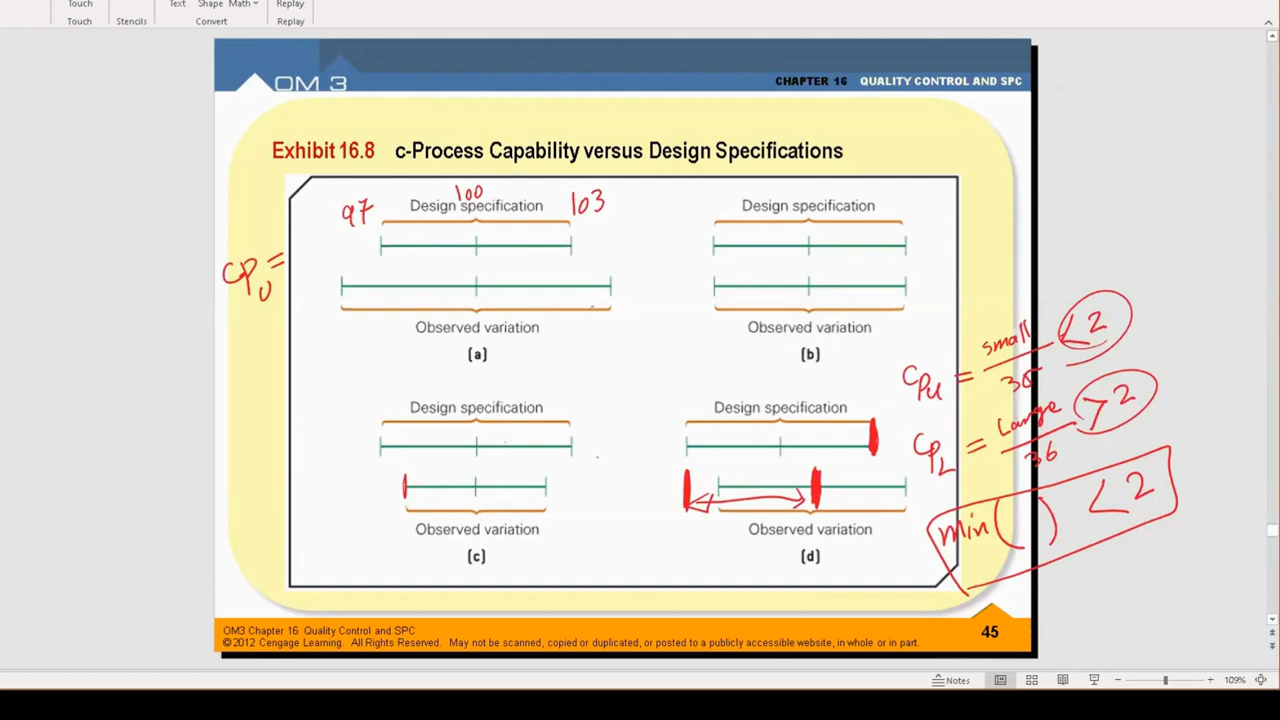 Touch Text Shape Math Replay
Touch Stencils Convert Replay
OM 3
CHAPTER 16 QUALITY CONTROL AND SPC
Exhibit 16.8 c-Process Capability versus Design Specifications
97 100 103
Design specification
Design specification
CPU =
Observed variation
Observed variation
(a)
(b)
CPu = small / 3σ < 2
Design specification
Design specification
CPL = Large / 36 > 2
Observed variation
Observed variation
min( ) < 2
(c)
(d)
OM3 Chapter 16 Quality Control and SPC
©2012 Cengage Learning. All Rights Reserved. May not be scanned, copied or duplicated, or posted to a publicly accessible website, in whole or in part.
45
Notes 109%